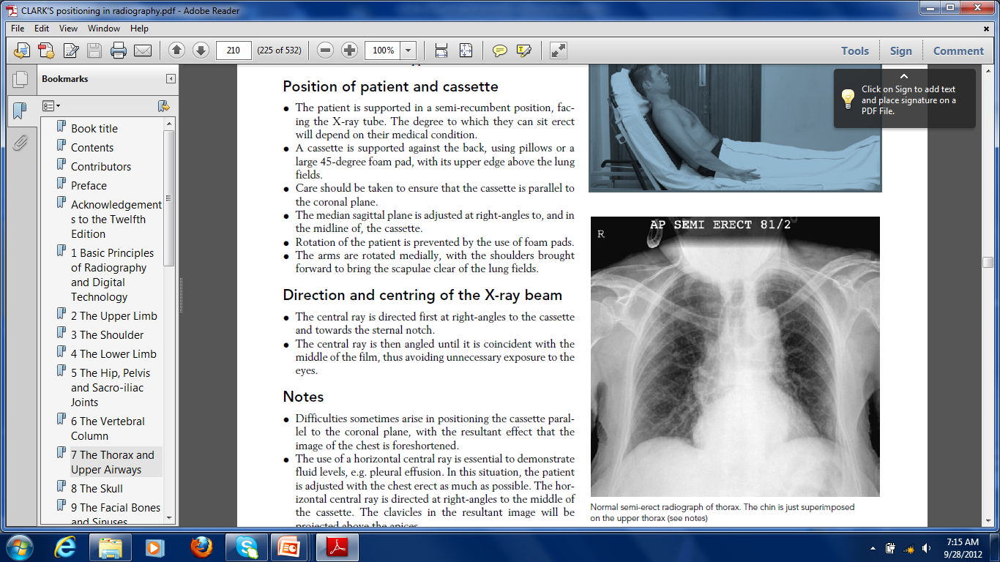 CLARK'S positioning in radiography.pdf - Adobe Reader
File Edit View Window Help
210 (225 of 532) 100% Tools Sign Comment
Bookmarks
Book title
Contents
Contributors
Preface
Acknowledgement
s to the Twelfth
Edition
1 Basic Principles
of Radiography
and Digital
Technology
2 The Upper Limb
3 The Shoulder
4 The Lower Limb
5 The Hip, Pelvis
and Sacro-iliac
Joints
6 The Vertebral
Column
7 The Thorax and
Upper Airways
8 The Skull
9 The Facial Bones
and Sinuses
Position of patient and cassette
● The patient is supported in a semi-recumbent position, fac-
ing the X-ray tube. The degree to which they can sit erect
will depend on their medical condition.
● A cassette is supported against the back, using pillows or a
large 45-degree foam pad, with its upper edge above the lung
fields.
● Care should be taken to ensure that the cassette is parallel to
the coronal plane.
● The median sagittal plane is adjusted at right-angles to, and in
the midline of, the cassette.
● Rotation of the patient is prevented by the use of foam pads.
● The arms are rotated medially, with the shoulders brought
forward to bring the scapulae clear of the lung fields.
Direction and centring of the X-ray beam
● The central ray is directed first at right-angles to the cassette
and towards the sternal notch.
● The central ray is then angled until it is coincident with the
middle of the film, thus avoiding unnecessary exposure to the
eyes.
Notes
● Difficulties sometimes arise in positioning the cassette paral-
lel to the coronal plane, with the resultant effect that the
image of the chest is foreshortened.
● The use of a horizontal central ray is essential to demonstrate
fluid levels, e.g. pleural effusion. In this situation, the patient
is adjusted with the chest erect as much as possible. The hor-
izontal central ray is directed at right-angles to the middle of
the cassette. The clavicles in the resultant image will be
projected above the apices
Click on Sign to add text
and place signature on a
PDF File.
AP SEMI ERECT 81/2
R
Normal semi-erect radiograph of thorax. The chin is just superimposed
on the upper thorax (see notes)
7:15 AM
9/28/2012